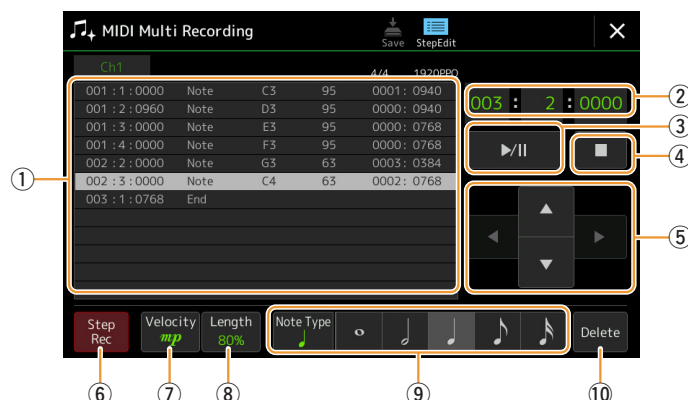 MIDI Multi Recording
Save StepEdit
Ch1
4/4 1920PPQ
001 :1:0000 Note C3 95 0001: 0940
001 :2:0960 Note D3 95 0000: 0940
001 :3:0000 Note E3 95 0000: 0768
001 :4:0000 Note F3 95 0000: 0768
002 :2:0000 Note G3 63 0003: 0384
002 :3:0000 Note C4 63 0002: 0768
003 :1:0768 End
003 : 2 : 0000
Step Rec
Velocity mp
Length 80%
Note Type
Delete
①
②
③
④
⑤
⑥
⑦
⑧
⑨
⑩